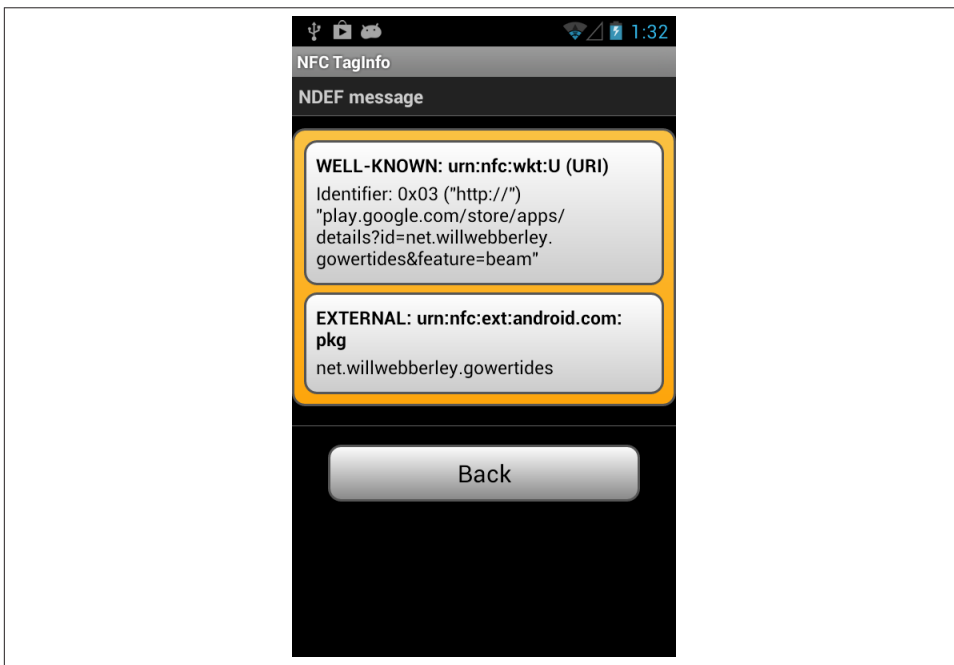 1:32
NFC TagInfo
NDEF message
WELL-KNOWN: urn:nfc:wkt:U (URI)
Identifier: 0x03 ("http://")
"play.google.com/store/apps/
details?id=net.willwebberley.
gowertides&feature=beam"
EXTERNAL: urn:nfc:ext:android.com:
pkg
net.willwebberley.gowertides
Back